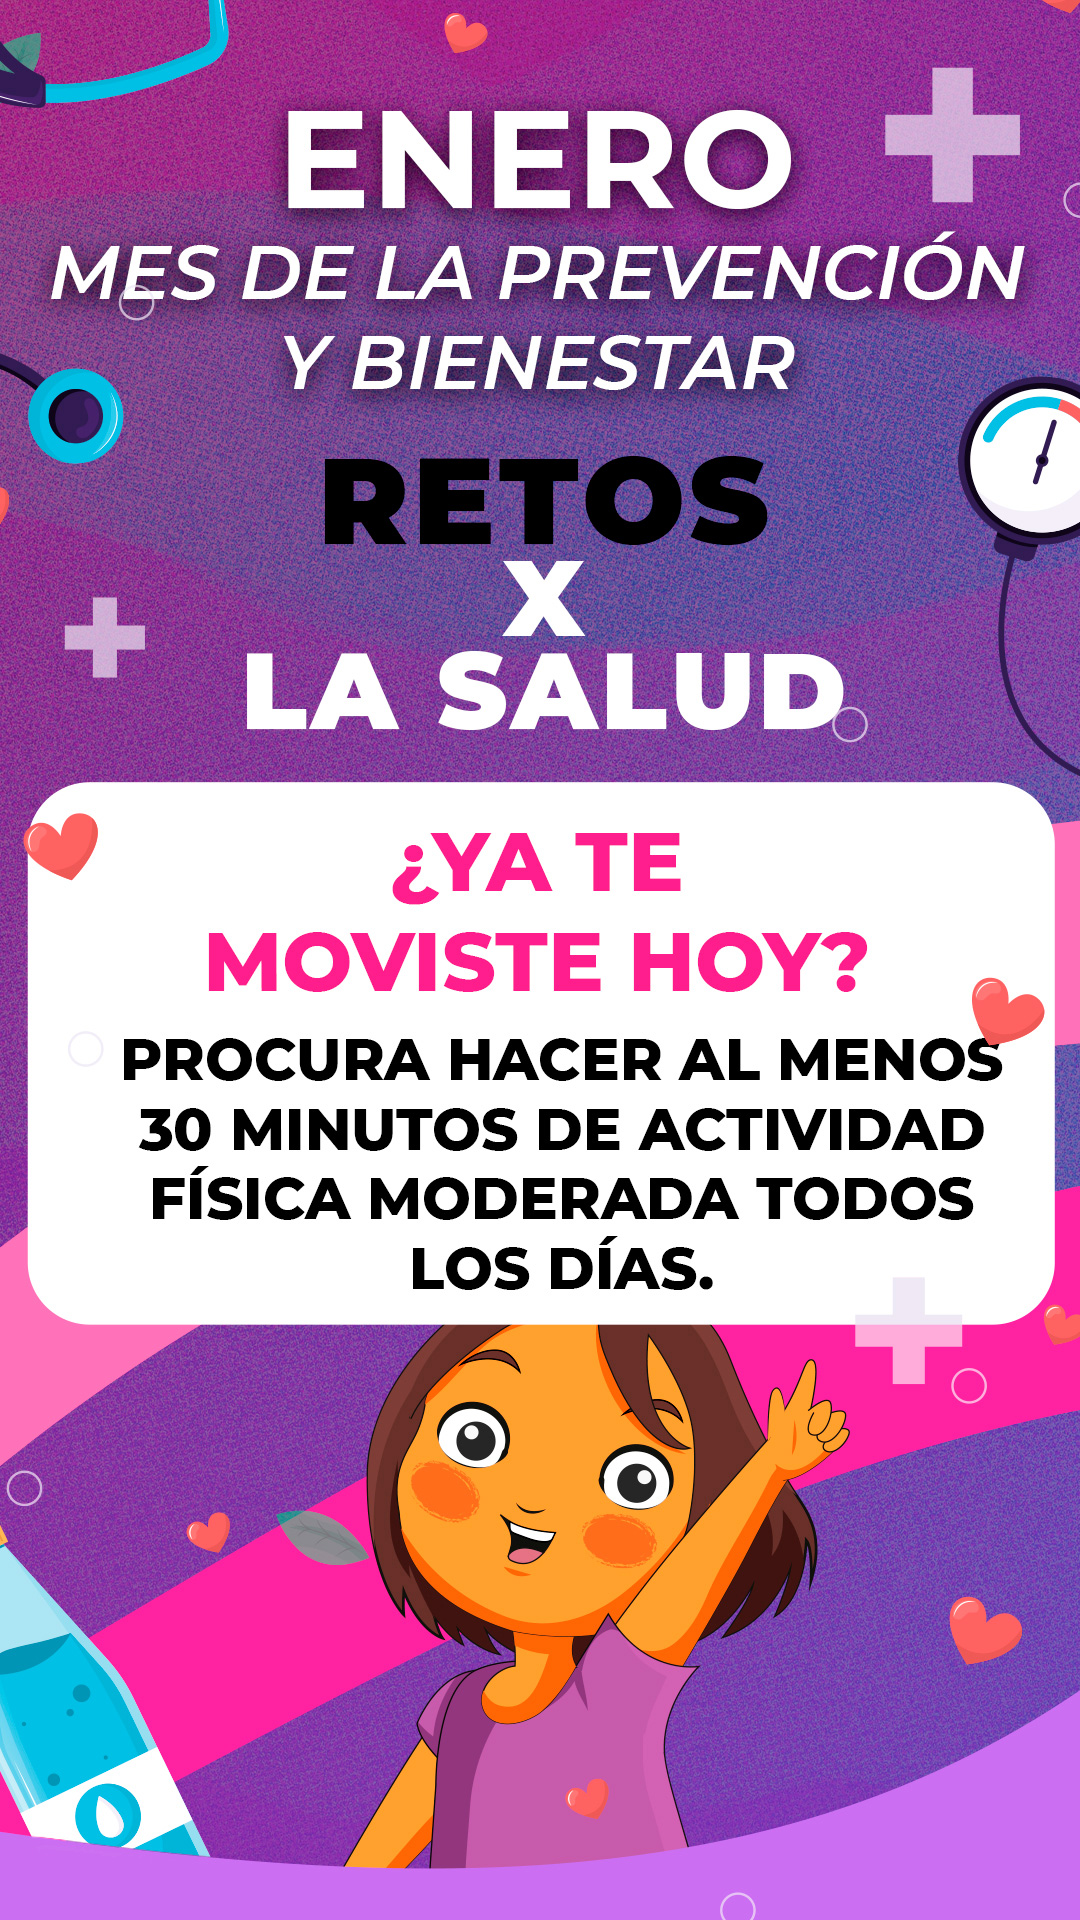 ENERO
MES DE LA PREVENCIÓN
Y BIENESTAR
RETOS
X
LA SALUD
¿YA TE
MOVISTE HOY?
PROCURA HACER AL MENOS
30 MINUTOS DE ACTIVIDAD
FÍSICA MODERADA TODOS
LOS DÍAS.